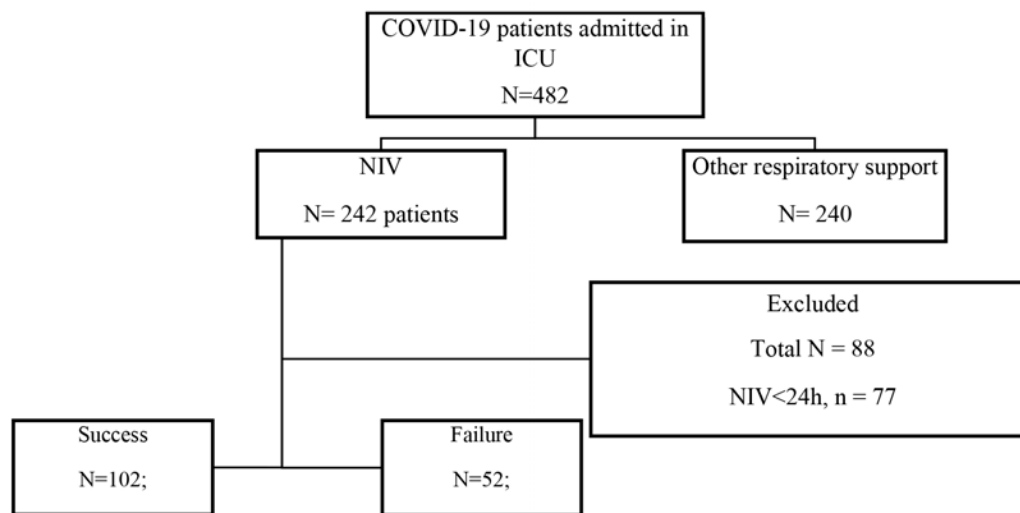 COVID-19 patients admitted in
ICU
N=482
NIV
N= 242 patients
Other respiratory support
N= 240
Excluded
Total N = 88
NIV<24h, n = 77
Success
N=102;
Failure
N=52;